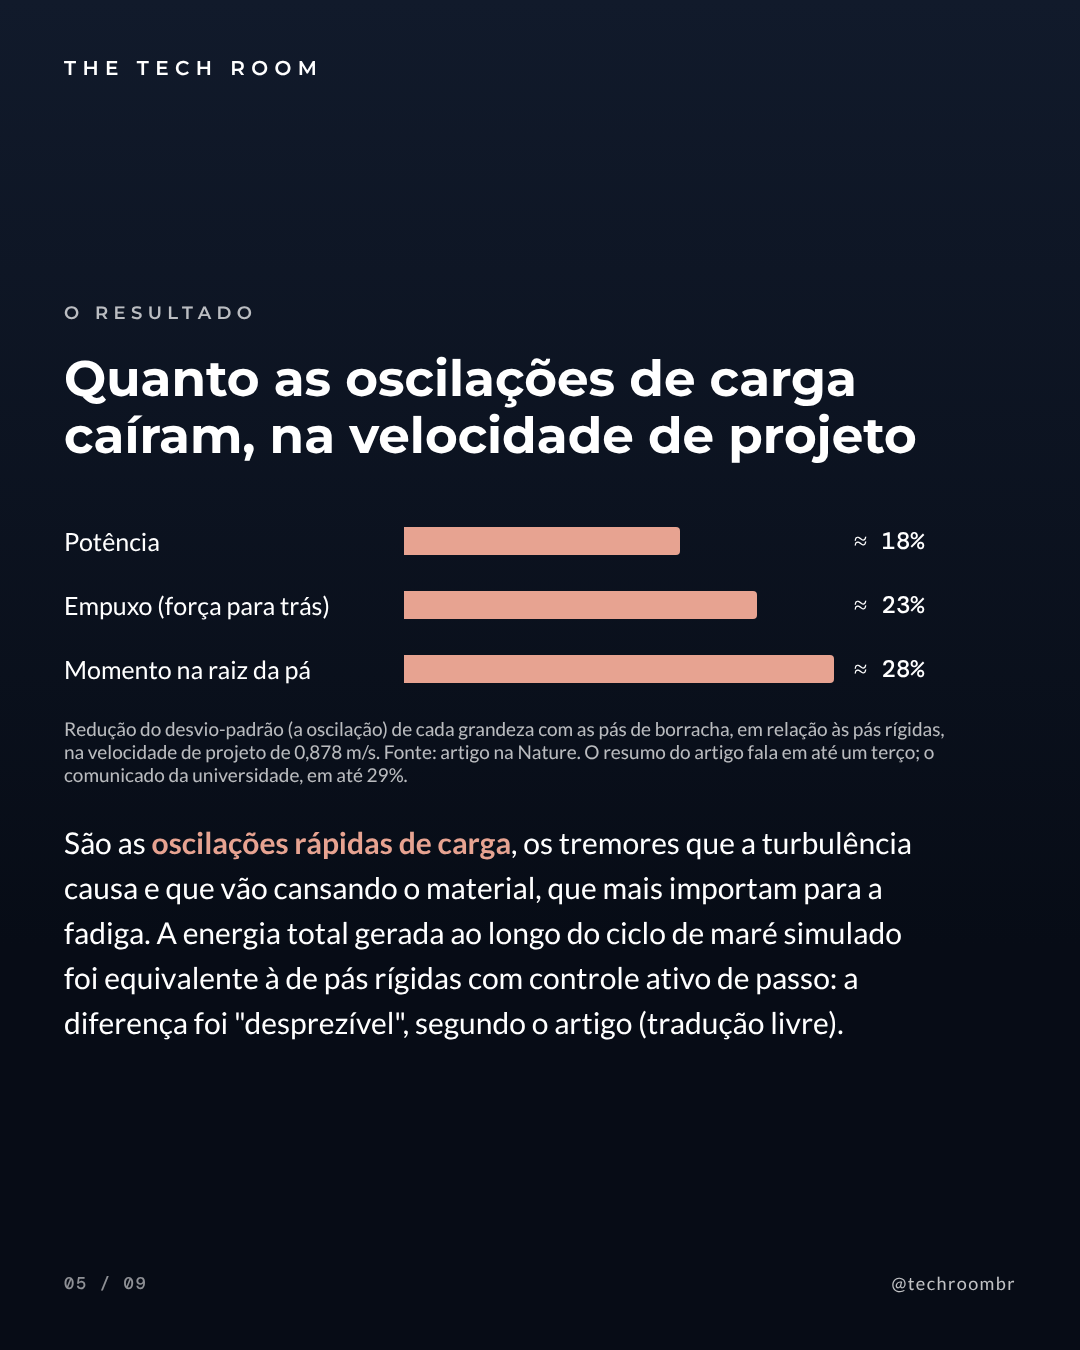 THE TECH ROOM
O RESULTADO
Quanto as oscilações de carga
caíram, na velocidade de projeto
Potência ≈ 18%
Empuxo (força para trás) ≈ 23%
Momento na raiz da pá ≈ 28%
Redução do desvio-padrão (a oscilação) de cada grandeza com as pás de borracha, em relação às pás rígidas,
na velocidade de projeto de 0,878 m/s. Fonte: artigo na Nature. O resumo do artigo fala em até um terço; o
comunicado da universidade, em até 29%.
São as oscilações rápidas de carga, os tremores que a turbulência
causa e que vão cansando o material, que mais importam para a
fadiga. A energia total gerada ao longo do ciclo de maré simulado
foi equivalente à de pás rígidas com controle ativo de passo: a
diferença foi "desprezível", segundo o artigo (tradução livre).
05 / 09
@techroombr